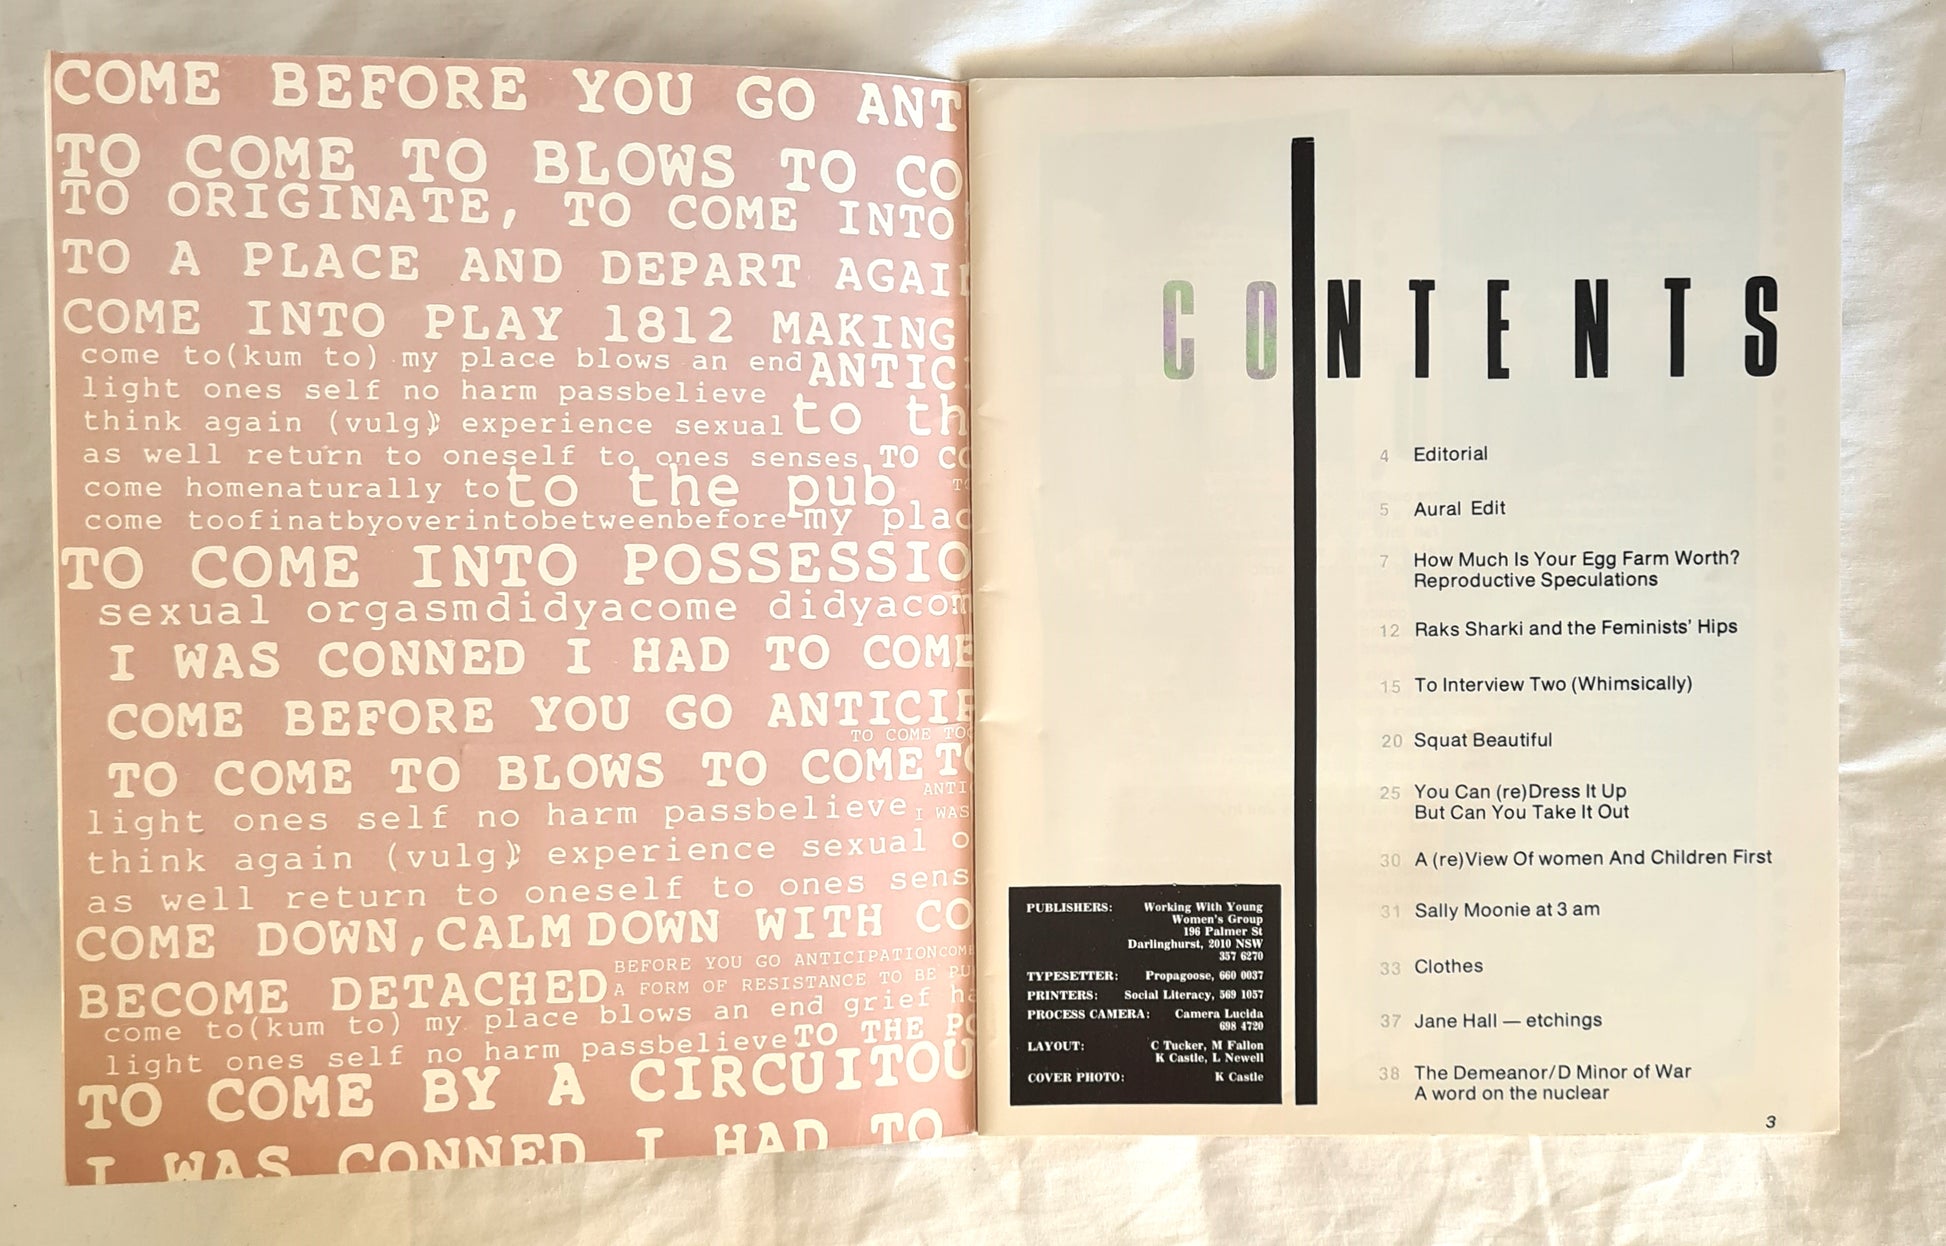 COME BEFORE YOU GO ANT
TO COME TO BLOWS TO CO
TO ORIGINATE, TO COME INTO
TO A PLACE AND DEPART AGAI
COME INTO PLAY 1812 MAKING
come to(kum to) my place blows an end ANTIC
light ones self no harm passbelieve
think again (vulg) experience sexual to th
as well return to oneself to ones senses TO CO
come homenaturally to to the pub TO
come toofinatbyoverintobetweenbefore my plac
TO COME INTO POSSESSIO
sexual orgasmdidyacome didyacom
I WAS CONNED I HAD TO COME
COME BEFORE YOU GO ANTICIP
TO COME TOO
TO COME TO BLOWS TO COME TO
ANTI
light ones self no harm passbelieve I WAS
think again (vulg) experience sexual o
as well return to oneself to ones sens
COME DOWN, CALM DOWN WITH CO
BEFORE YOU GO ANTICIPATION COME
BECOME DETACHED A FORM OF RESISTANCE TO BE PU
come to(kum to) my place blows an end grief ha
light ones self no harm passbelieve TO THE PO
TO COME BY A CIRCUITOU
I WAS CONNED I HAD TO
CONTENTS
4 Editorial
5 Aural Edit
7 How Much Is Your Egg Farm Worth?
Reproductive Speculations
12 Raks Sharki and the Feminists' Hips
15 To Interview Two (Whimsically)
20 Squat Beautiful
25 You Can (re)Dress It Up
But Can You Take It Out
30 A (re)View Of women And Children First
31 Sally Moonie at 3 am
33 Clothes
37 Jane Hall — etchings
38 The Demeanor/D Minor of War
A word on the nuclear
PUBLISHERS: Working With Young
Women's Group
196 Palmer St
Darlinghurst, 2010 NSW
357 6270
TYPESETTER: Propagoose, 660 0037
PRINTERS: Social Literacy, 569 1057
PROCESS CAMERA: Camera Lucida
698 4720
LAYOUT: C Tucker, M Fallon
K Castle, L Newell
COVER PHOTO: K Castle
3